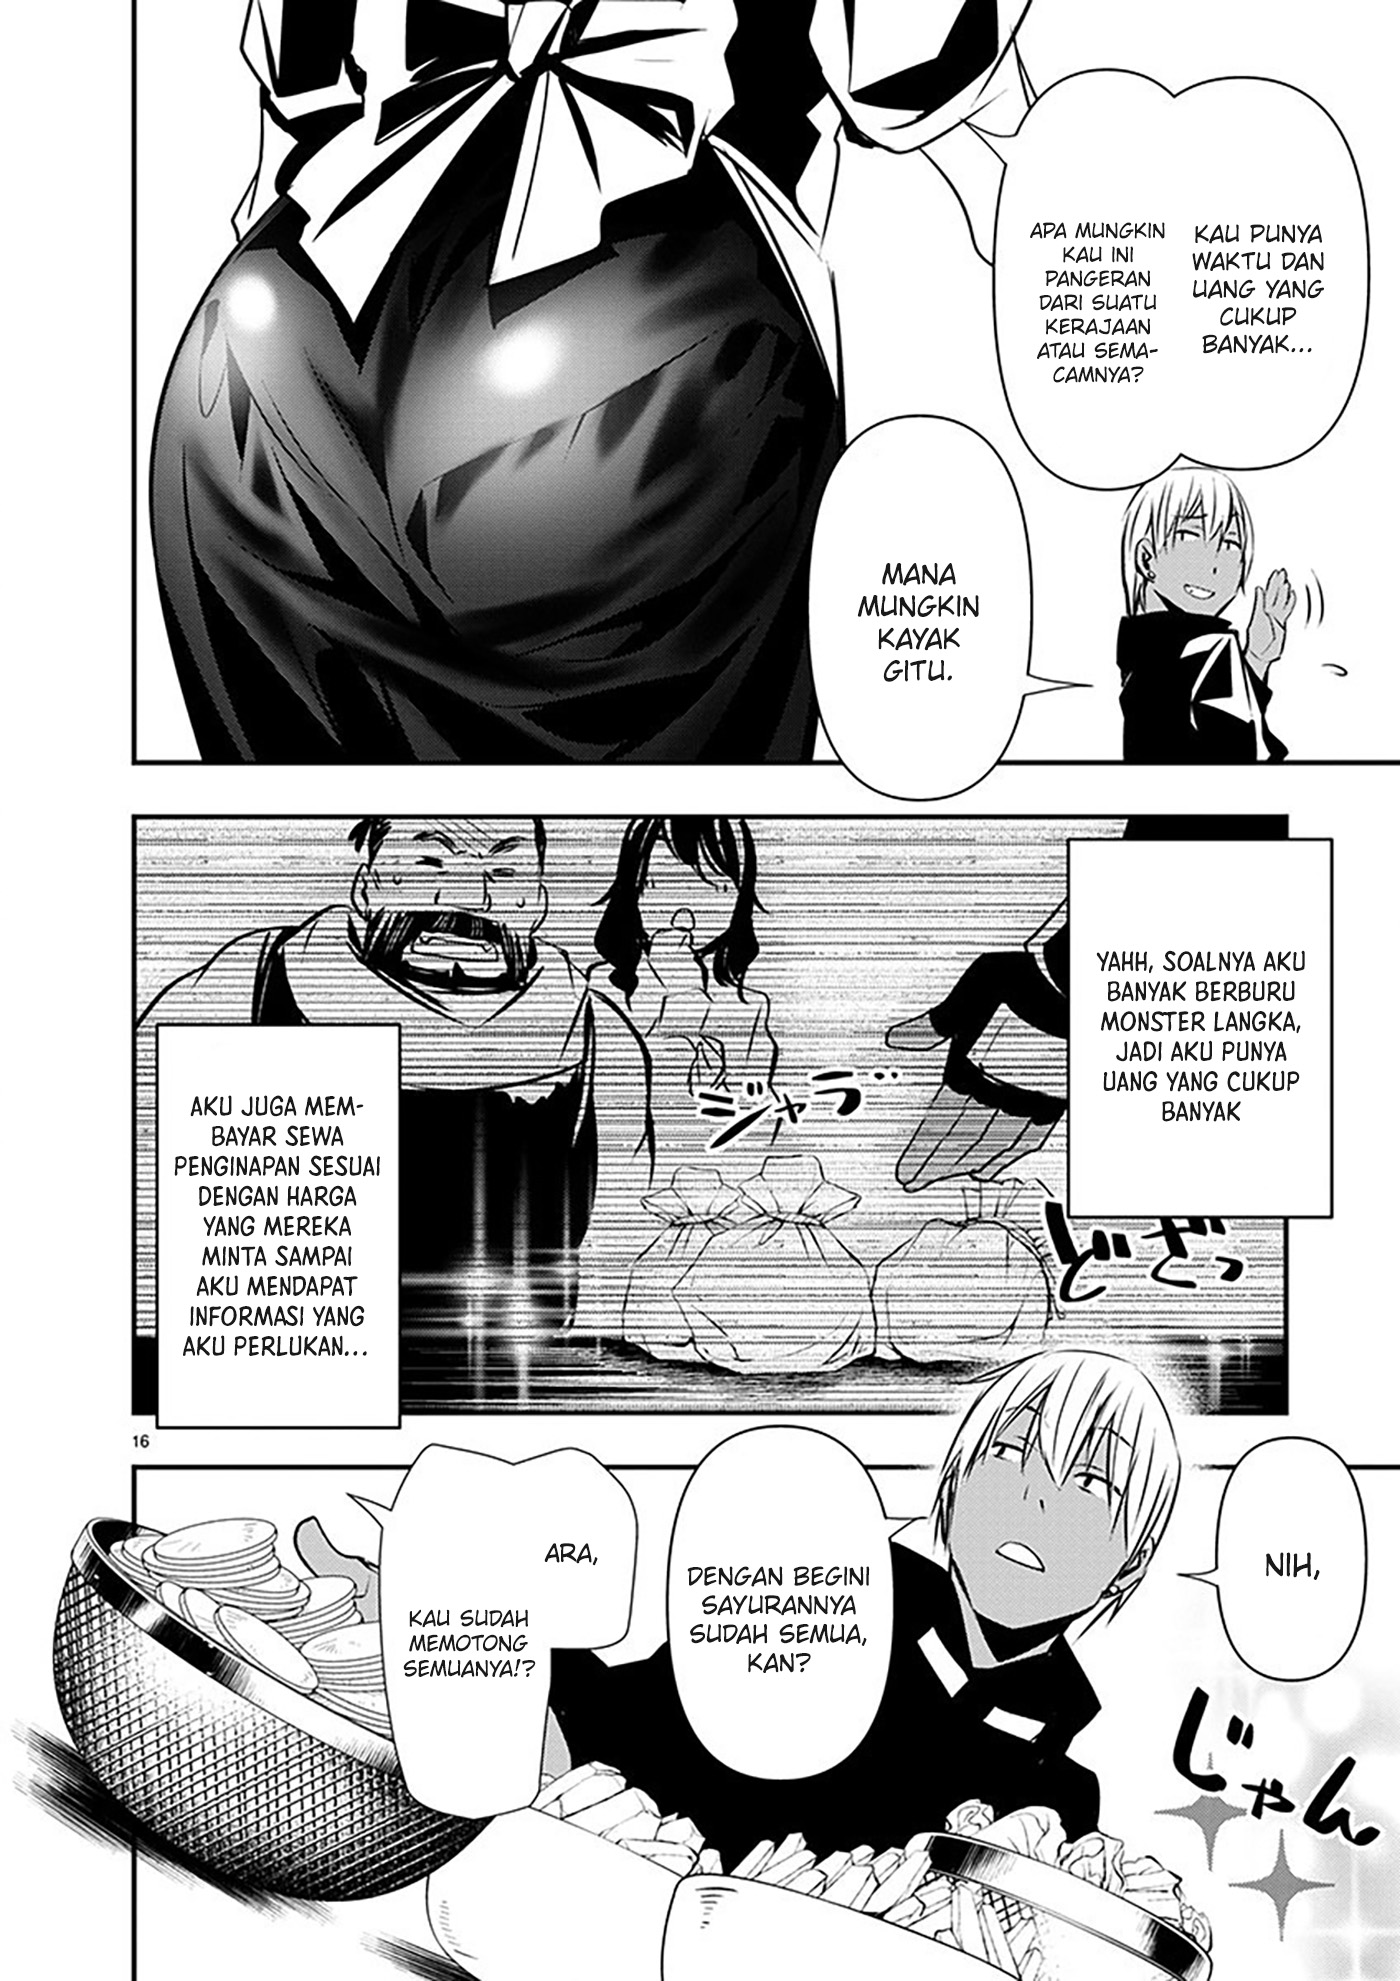 KAU PUNYA
WAKTU DAN
UANG YANG
CUKUP
BANYAK...
APA MUNGKIN
KAU INI
PANGERAN
DARI SUATU
KERAJAAN
ATAU SEMA-
CAMNYA?
MANA
MUNGKIN
KAYAK
GITU.
YAHH, SOALNYA AKU
BANYAK BERBURU
MONSTER LANGKA,
JADI AKU PUNYA
UANG YANG CUKUP
BANYAK
ジャラ
どざっ
AKU JUGA MEM-
BAYAR SEWA
PENGINAPAN SESUAI
DENGAN HARGA
YANG MEREKA
MINTA SAMPAI
AKU MENDAPAT
INFORMASI YANG
AKU PERLUKAN...
16
NIH,
DENGAN BEGINI
SAYURANNYA
SUDAH SEMUA,
KAN?
じゃん
ARA,
KAU SUDAH
MEMOTONG
SEMUANYA!?